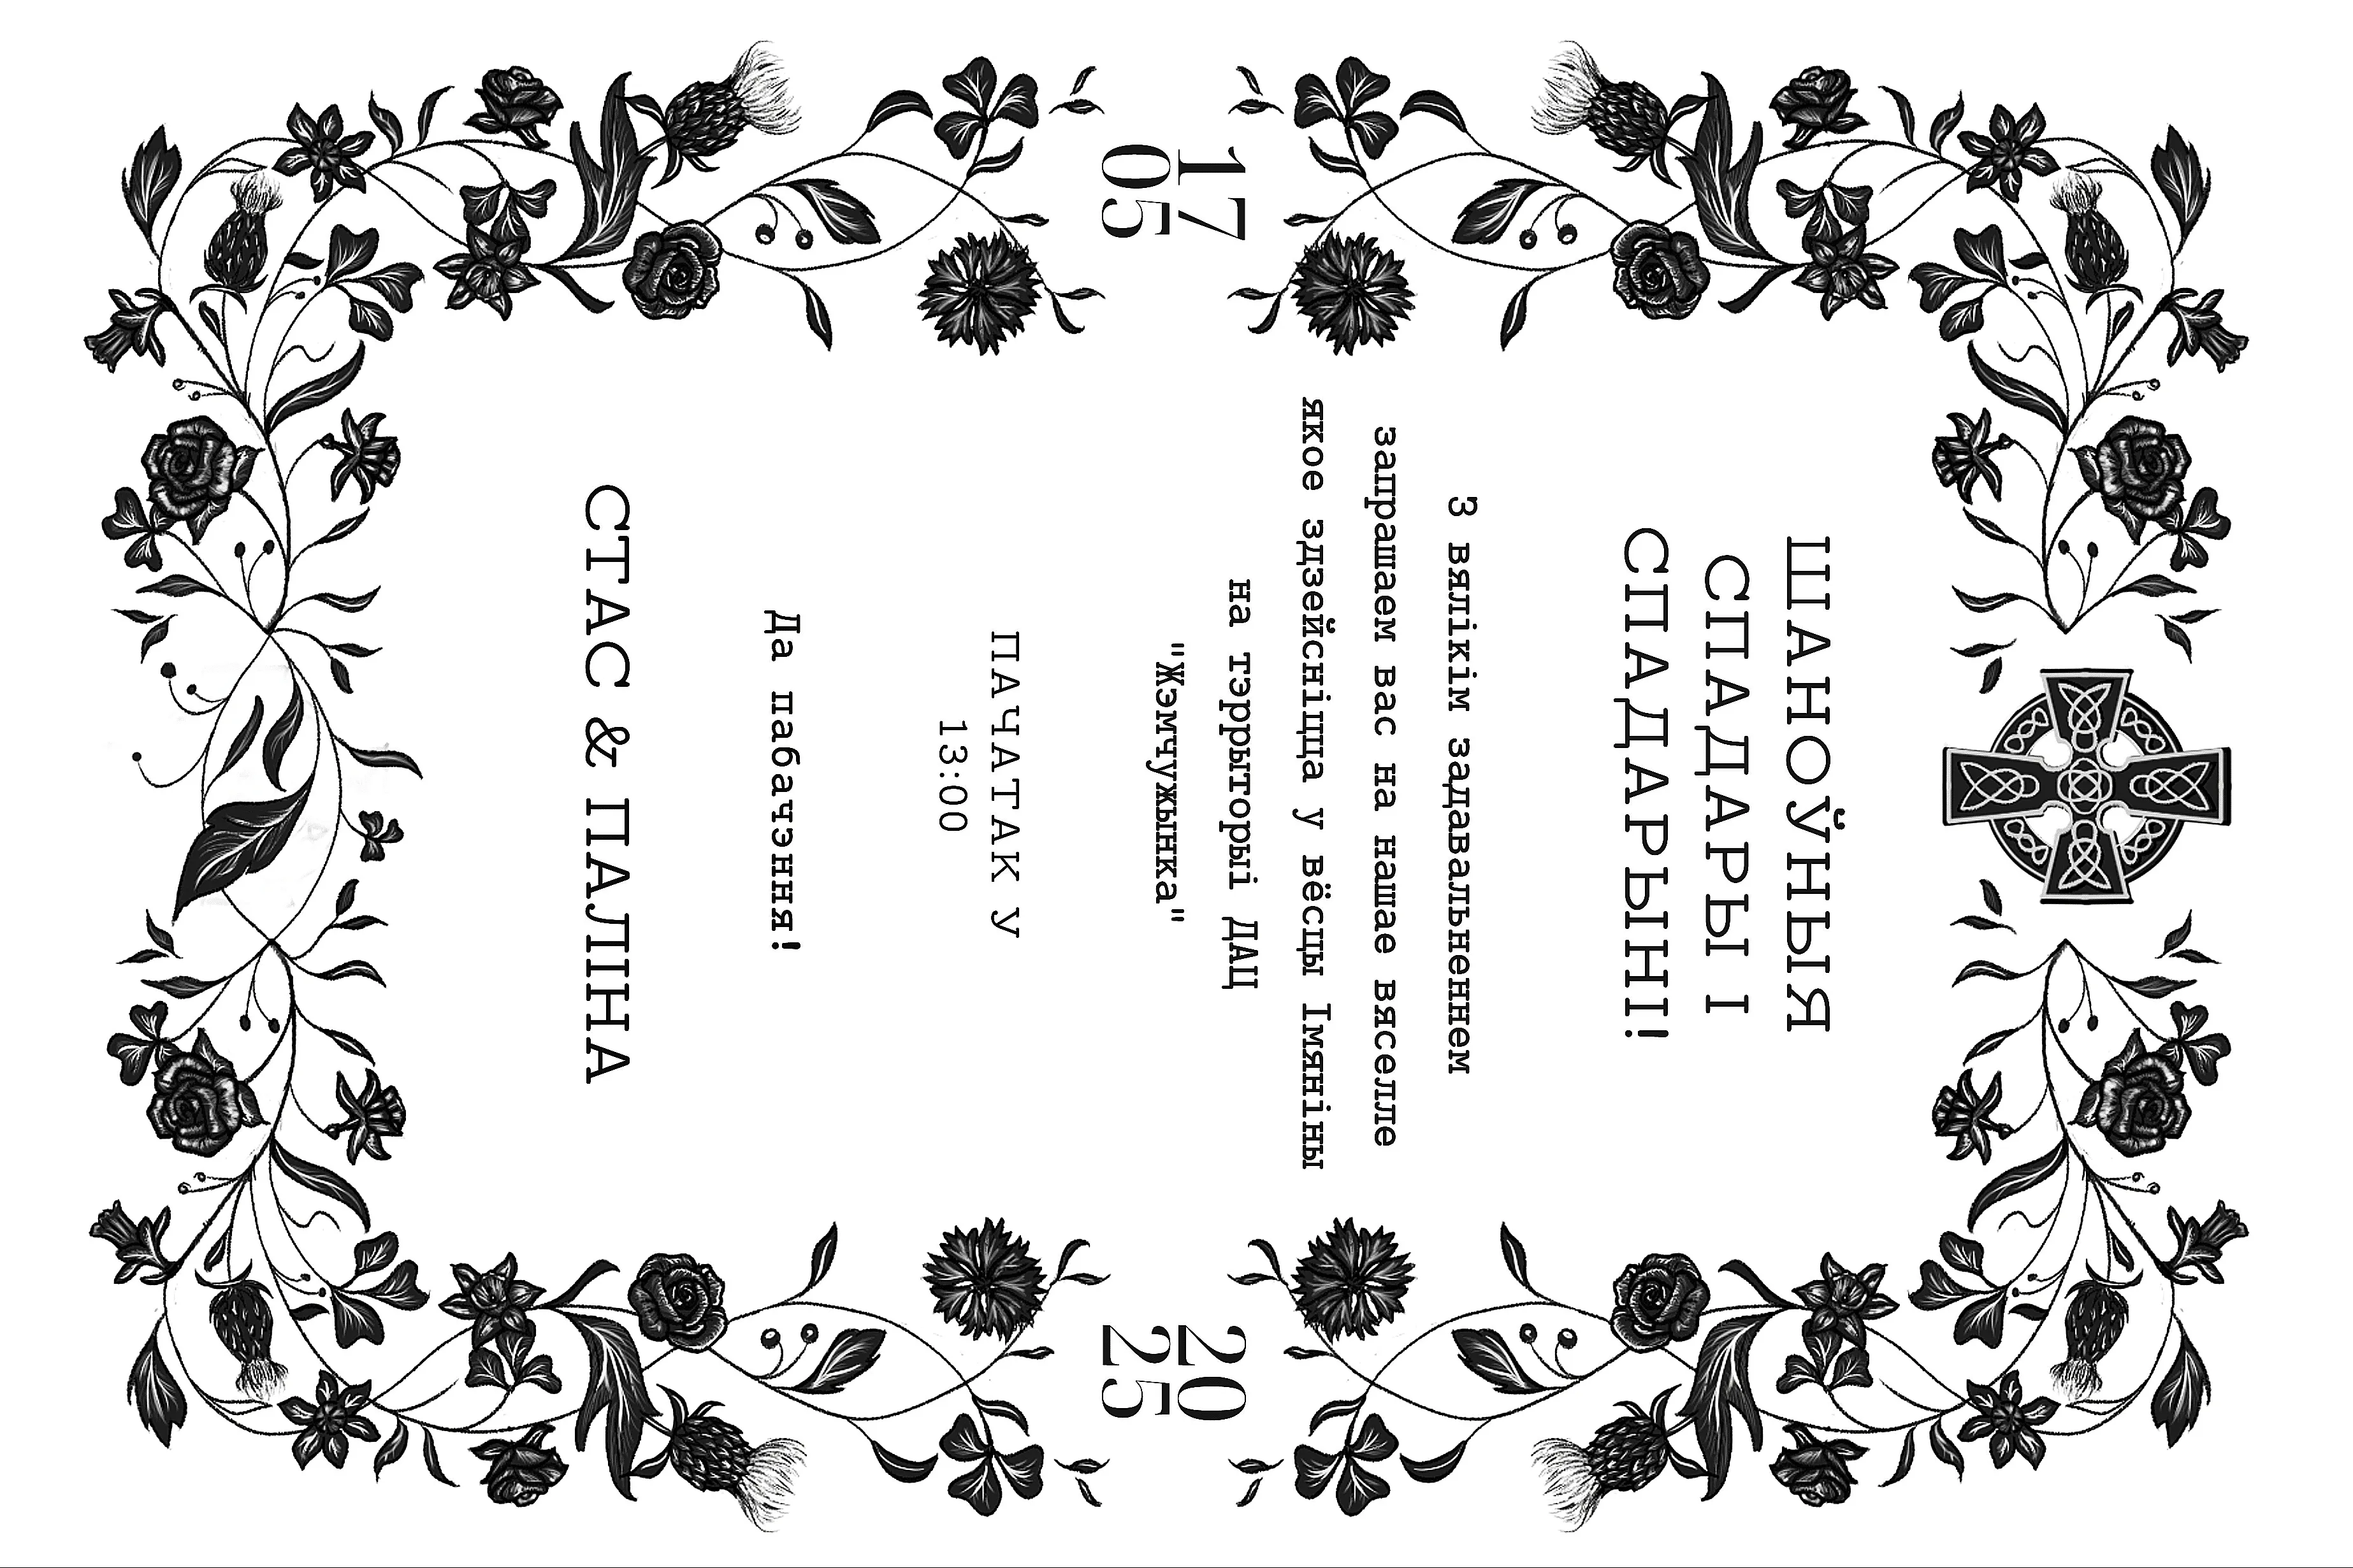 ШАНОЎНЫЯ
СПАДАРЫ І
СПАДАРЫНІ!
З вялікім задавальненнем
запрашаем вас на нашае вяселле
17
05
20
25
якое здзейсніцца у вёсцы Імяніны
на тэррыторыі ДАЦ
"Жэмчужынка"
ПАЧАТАК У
13:00
Да пабачэння!
СТАС & ПАЛІНА